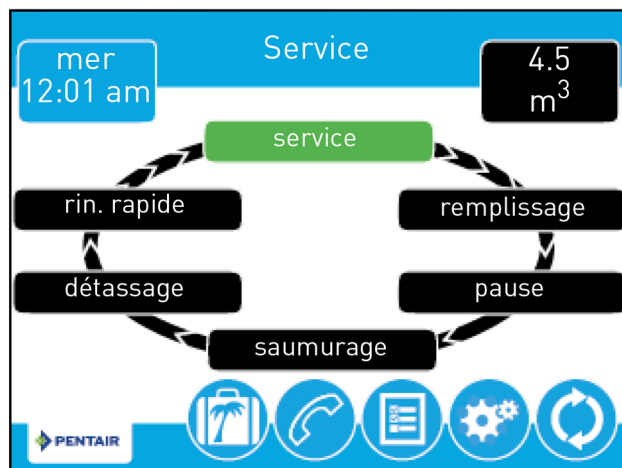 mer
12:01 am
Service
4.5
m³
service
rin. rapide
remplissage
détassage
pause
saumurage
PENTAIR